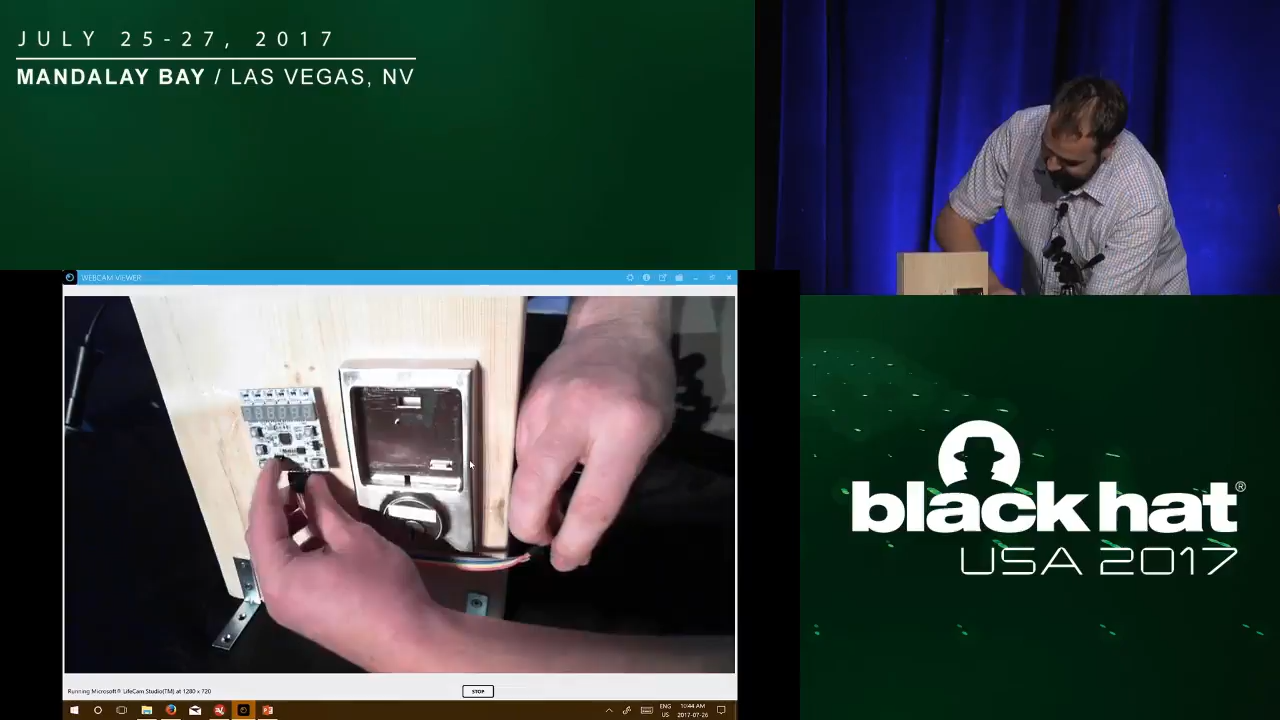 JULY 25-27, 2017
MANDALAY BAY / LAS VEGAS, NV
WEBCAM VIEWER
Running Microsoft® LifeCam Studio(TM) at 1280 x 720
STOP
ENG
US
10:44 AM
2017-07-26
black hat®
USA 2017